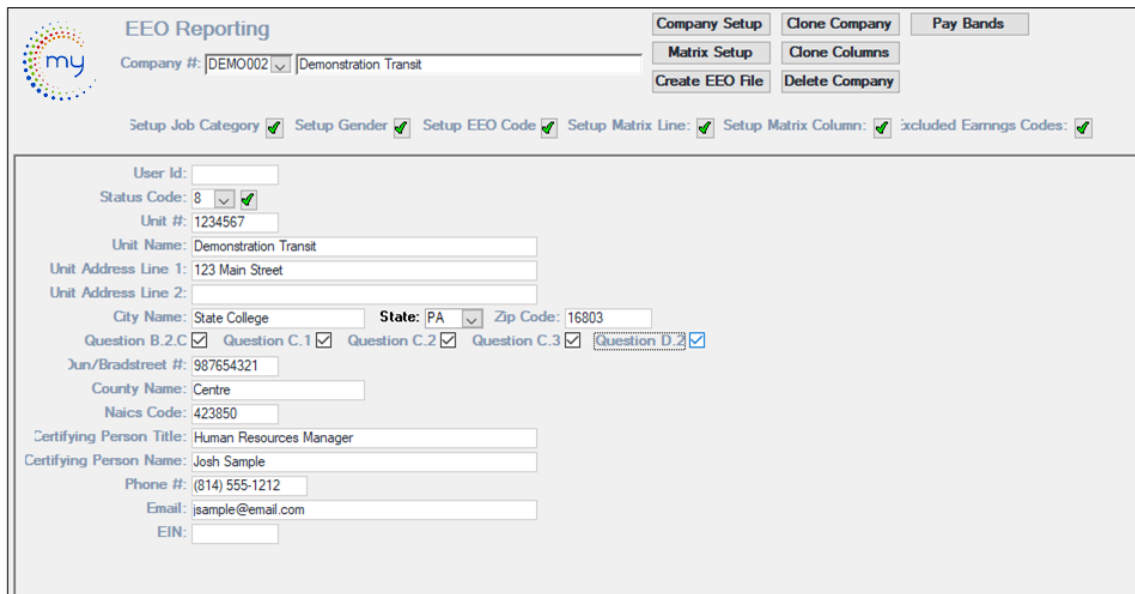 EEO Reporting
Company Setup Clone Company Pay Bands
my
Company #: DEMO002 Demonstration Transit
Matrix Setup Clone Columns
Create EEO File Delete Company
Setup Job Category Setup Gender Setup EEO Code Setup Matrix Line: Setup Matrix Column: Excluded Earnngs Codes:
User Id:
Status Code: 8
Unit #: 1234567
Unit Name: Demonstration Transit
Unit Address Line 1: 123 Main Street
Unit Address Line 2:
City Name: State College State: PA Zip Code: 16803
Question B.2.C Question C.1 Question C.2 Question C.3 Question D.2
Dun/Bradstreet #: 987654321
County Name: Centre
Naics Code: 423850
Certifying Person Title: Human Resources Manager
Certifying Person Name: Josh Sample
Phone #: (814) 555-1212
Email: jsample@email.com
EIN: